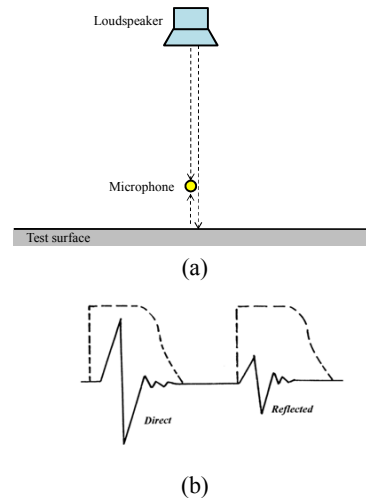 Loudspeaker
Microphone
Test surface
(a)
Direct
Reflected
(b)